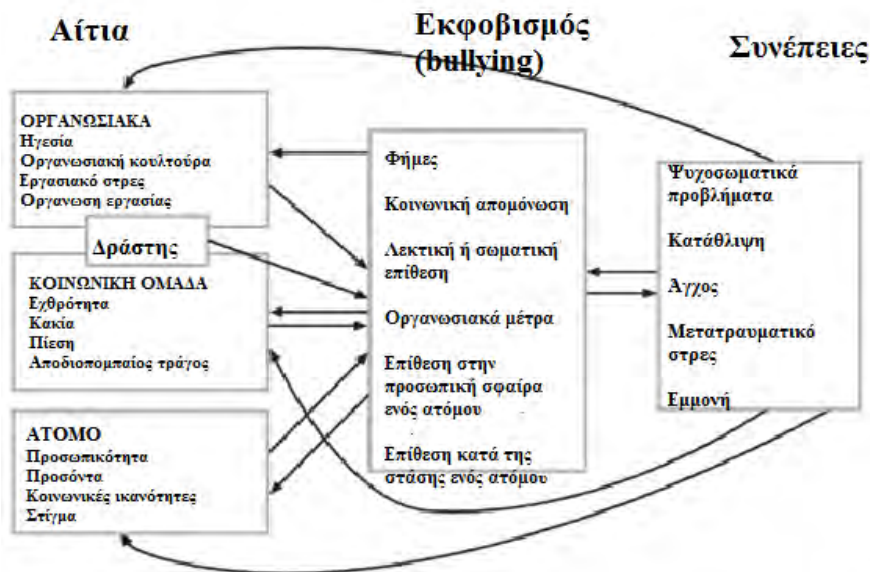 Αίτια
Εκφοβισμός
(bullying)
Συνέπειες
ΟΡΓΑΝΩΣΙΑΚΑ
Ηγεσία
Οργανωσιακή κουλτούρα
Εργασιακό στρες
Οργανωση εργασίας
Δράστης
ΚΟΙΝΩΝΙΚΗ ΟΜΑΔΑ
Εχθρότητα
Κακία
Πίεση
Αποδιοπομπαίος τράγος
ΑΤΟΜΟ
Προσωπικότητα
Προσόντα
Κοινωνικές ικανότητες
Στίγμα
Φήμες
Κοινωνική απομόνωση
Λεκτική ή σωματική
επίθεση
Οργανωσιακά μέτρα
Επίθεση στην
προσωπική σφαίρα
ενός ατόμου
Επίθεση κατά της
στάσης ενός ατόμου
Ψυχοσωματικά
προβλήματα
Κατάθλιψη
Άγχος
Μετατραυματικό
στρες
Εμμονή